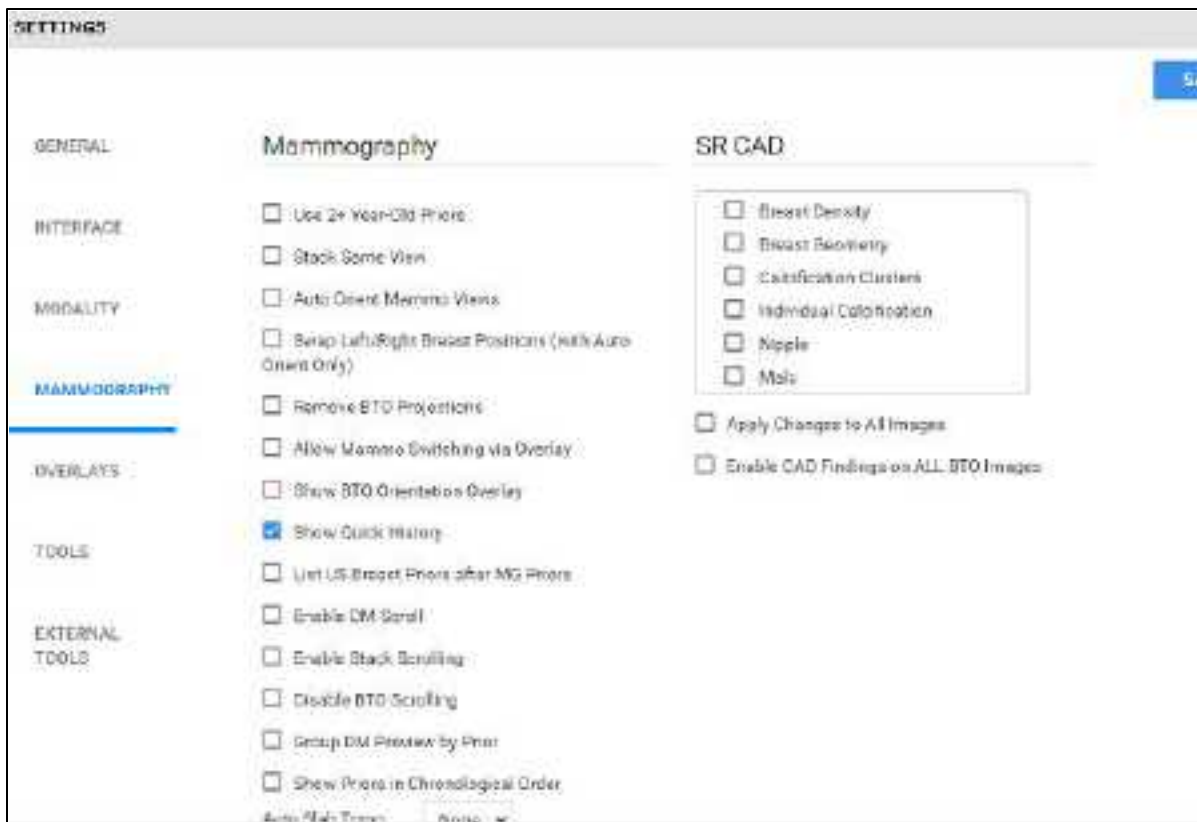 SETTINGS
GENERAL
INTERFACE
MODALITY
MAMMOGRAPHY
OVERLAYS
TOOLS
EXTERNAL
TOOLS
Mammography
Use 2+ Year-Old Priors
Stack Same View
Auto Orient Mammo Views
Swap Left/Right Breast Positions (with Auto
Orient Only)
Remove BTO Projections
Allow Mammo Switching via Overlay
Show BTO Orientation Overlay
Show Quick History
List US Breast Priors after MG Priors
Enable DM Scroll
Enable Stack Scrolling
Disable BTO Scrolling
Group DM Preview by Prior
Show Priors in Chronological Order
Auto Slab
None
SR CAD
Breast Density
Breast Geometry
Calcification Clusters
Individual Calcification
Nipple
Apply Changes to All Images
Enable CAD Findings on ALL BTO Images